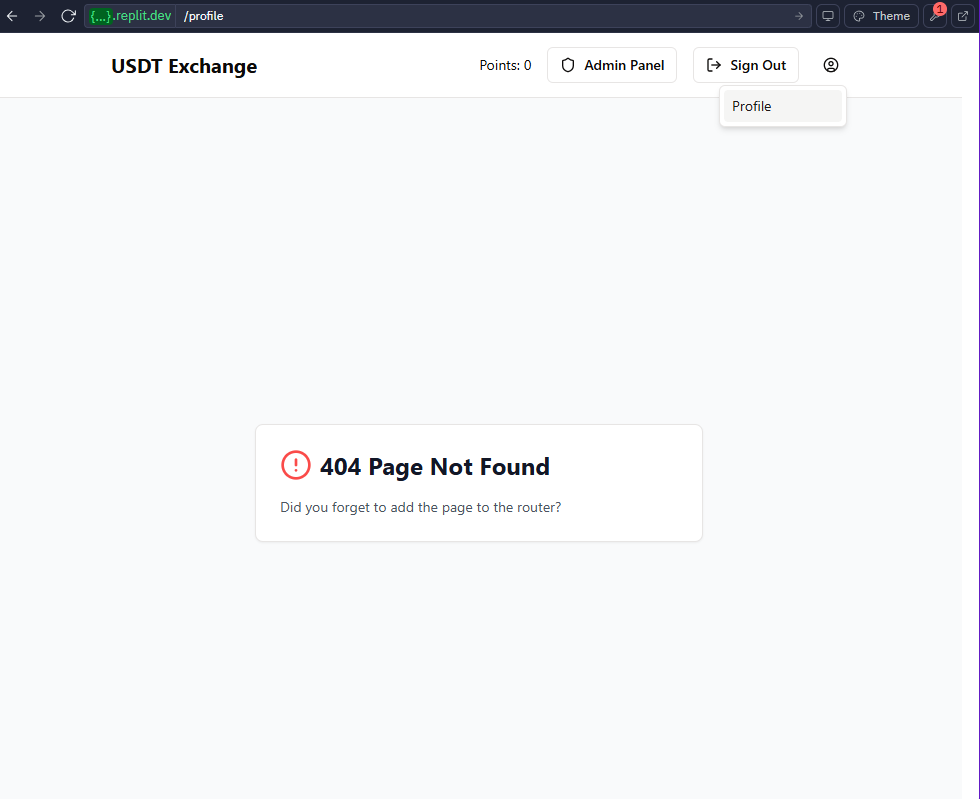 {...}.replit.dev /profile Theme 1
USDT Exchange Points: 0 Admin Panel Sign Out
Profile
404 Page Not Found
Did you forget to add the page to the router?